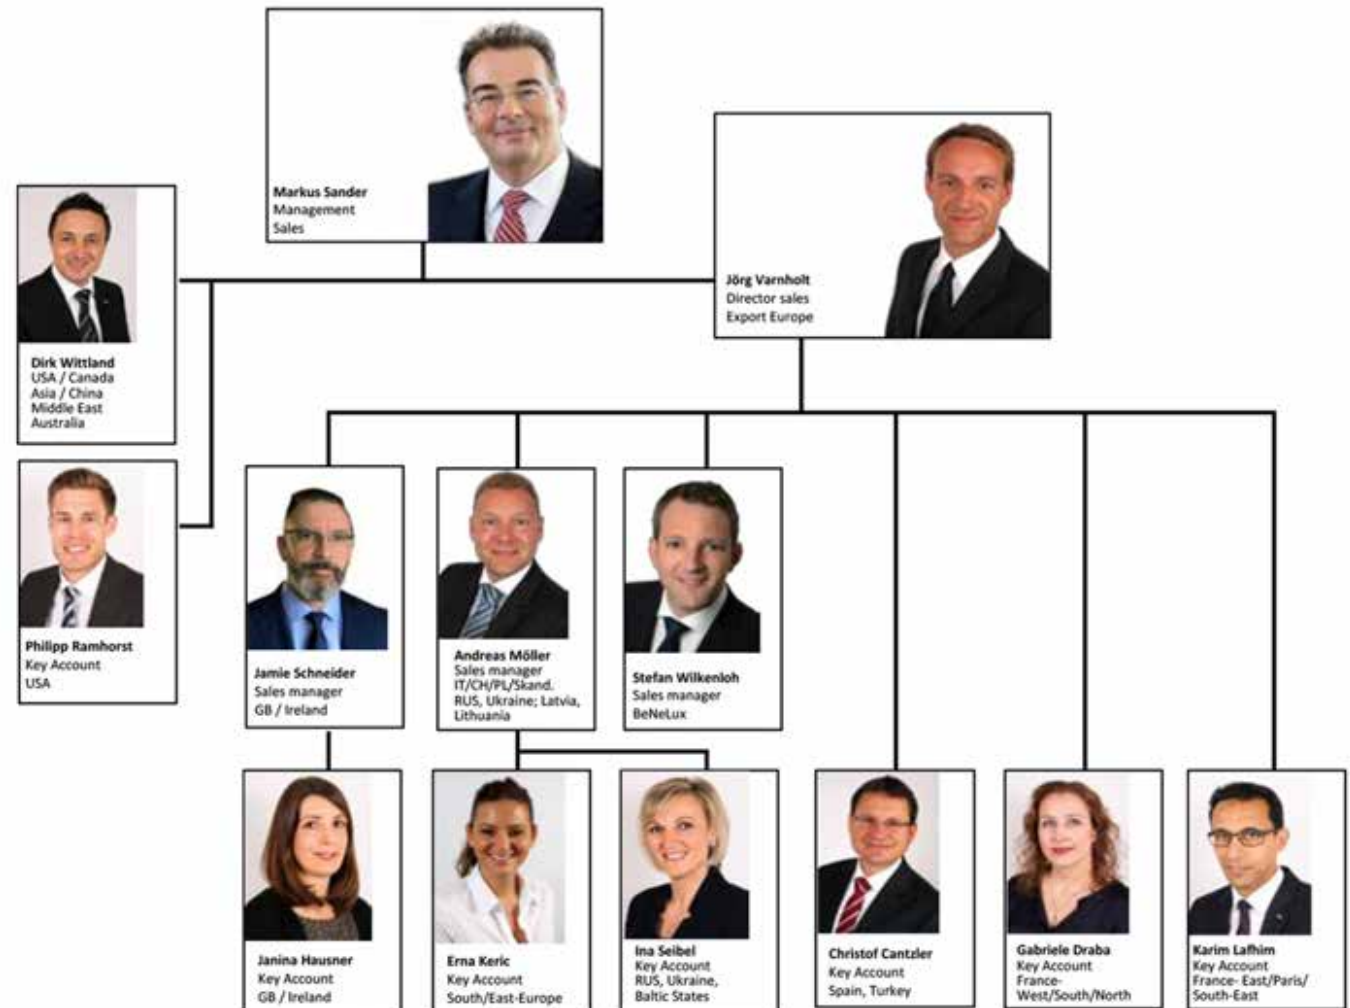 Markus Sander
Management
Sales
Jörg Varnholt
Director sales
Export Europe
Dirk Wittland
USA / Canada
Asia / China
Middle East
Australia
Philipp Ramhorst
Key Account
USA
Jamie Schneider
Sales manager
GB / Ireland
Andreas Möller
Sales manager
IT/CH/PL/Skand.
RUS, Ukraine; Latvia,
Lithuania
Stefan Wilkenloh
Sales manager
BeNeLux
Janina Hausner
Key Account
GB / Ireland
Erna Keric
Key Account
South/East-Europe
Ina Seibel
Key Account
RUS, Ukraine,
Baltic States
Christof Cantzler
Key Account
Spain, Turkey
Gabriele Draba
Key Account
France-
West/South/North
Karim Lafhim
Key Account
France- East/Paris/
South-East